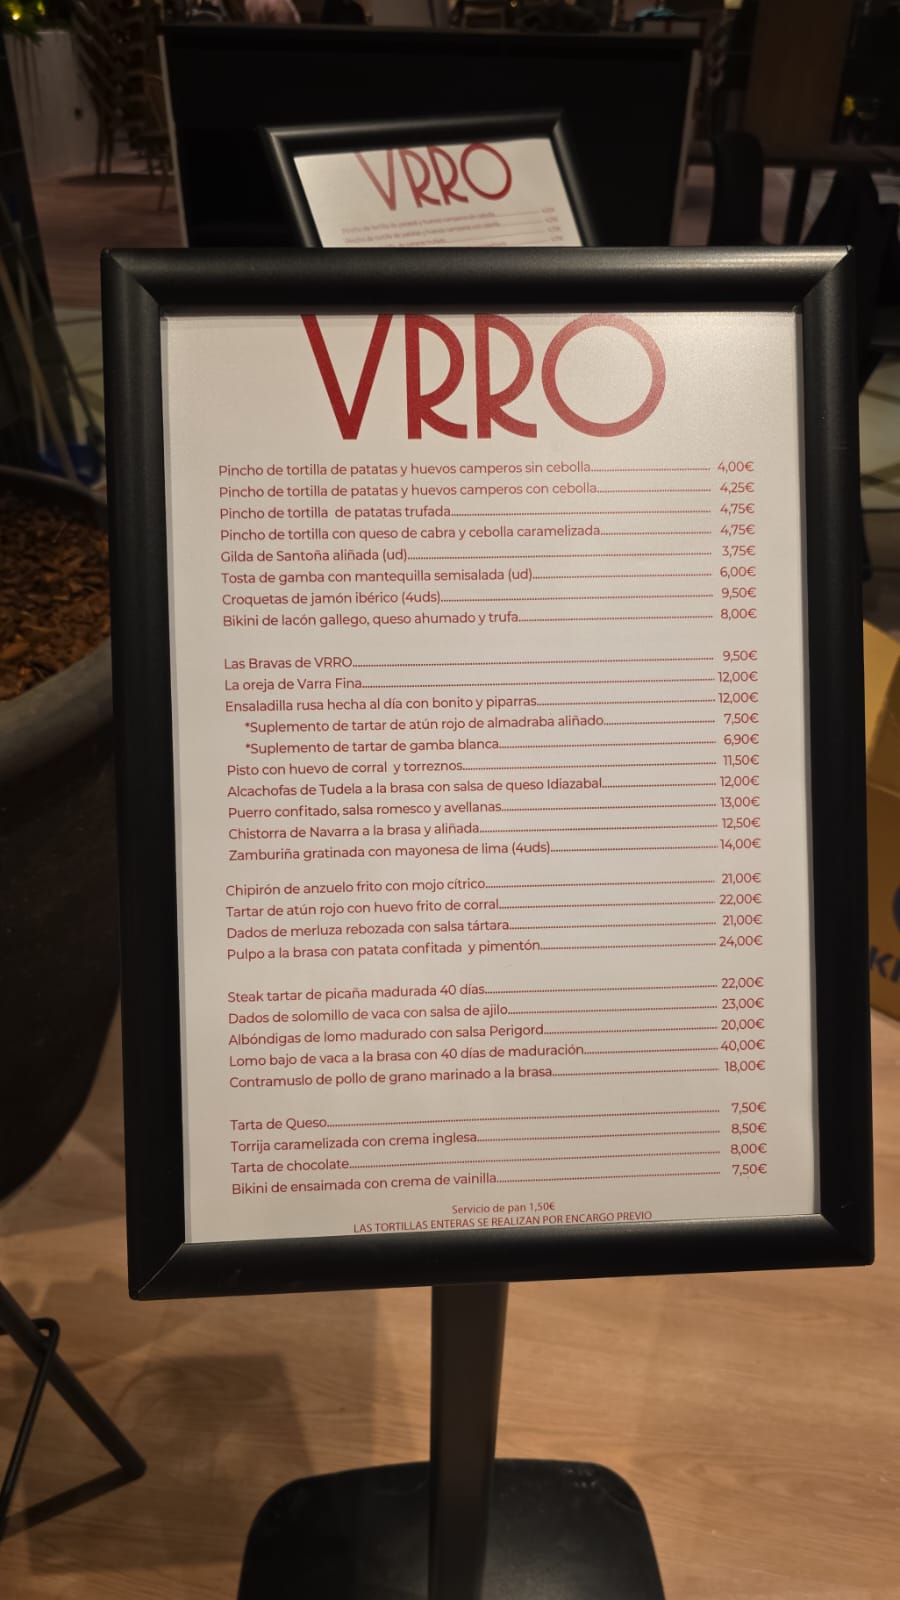 VRRO
VRRO
Pincho de tortilla de patatas y huevos camperos sin cebolla 4,00€
Pincho de tortilla de patatas y huevos camperos con cebolla 4,25€
Pincho de tortilla de patatas trufada 4,75€
Pincho de tortilla con queso de cabra y cebolla caramelizada 4,75€
Gilda de Santoña aliñada (ud) 3,75€
Tosta de gamba con mantequilla semisalada (ud) 6,00€
Croquetas de jamón ibérico (4uds) 9,50€
Bikini de lacón gallego, queso ahumado y trufa 8,00€
Las Bravas de VRRO 9,50€
La oreja de Varra Fina 12,00€
Ensaladilla rusa hecha al día con bonito y piparras 12,00€
*Suplemento de tartar de atún rojo de almadraba aliñado 7,50€
*Suplemento de tartar de gamba blanca 6,90€
Pisto con huevo de corral y torreznos 11,50€
Alcachofas de Tudela a la brasa con salsa de queso Idiazabal 12,00€
Puerro confitado, salsa romesco y avellanas 13,00€
Chistorra de Navarra a la brasa y aliñada 12,50€
Zamburiña gratinada con mayonesa de lima (4uds) 14,00€
Chipirón de anzuelo frito con mojo cítrico 21,00€
Tartar de atún rojo con huevo frito de corral 22,00€
Dados de merluza rebozada con salsa tártara 21,00€
Pulpo a la brasa con patata confitada y pimentón 24,00€
Steak tartar de picaña madurada 40 días 22,00€
Dados de solomillo de vaca con salsa de ajilo 23,00€
Albóndigas de lomo madurado con salsa Perigord 20,00€
Lomo bajo de vaca a la brasa con 40 días de maduración 40,00€
Contramuslo de pollo de grano marinado a la brasa 18,00€
Tarta de Queso 7,50€
Torrija caramelizada con crema inglesa 8,50€
Tarta de chocolate 8,00€
Bikini de ensaimada con crema de vainilla 7,50€
Servicio de pan 1,50€
LAS TORTILLAS ENTERAS SE REALIZAN POR ENCARGO PREVIO